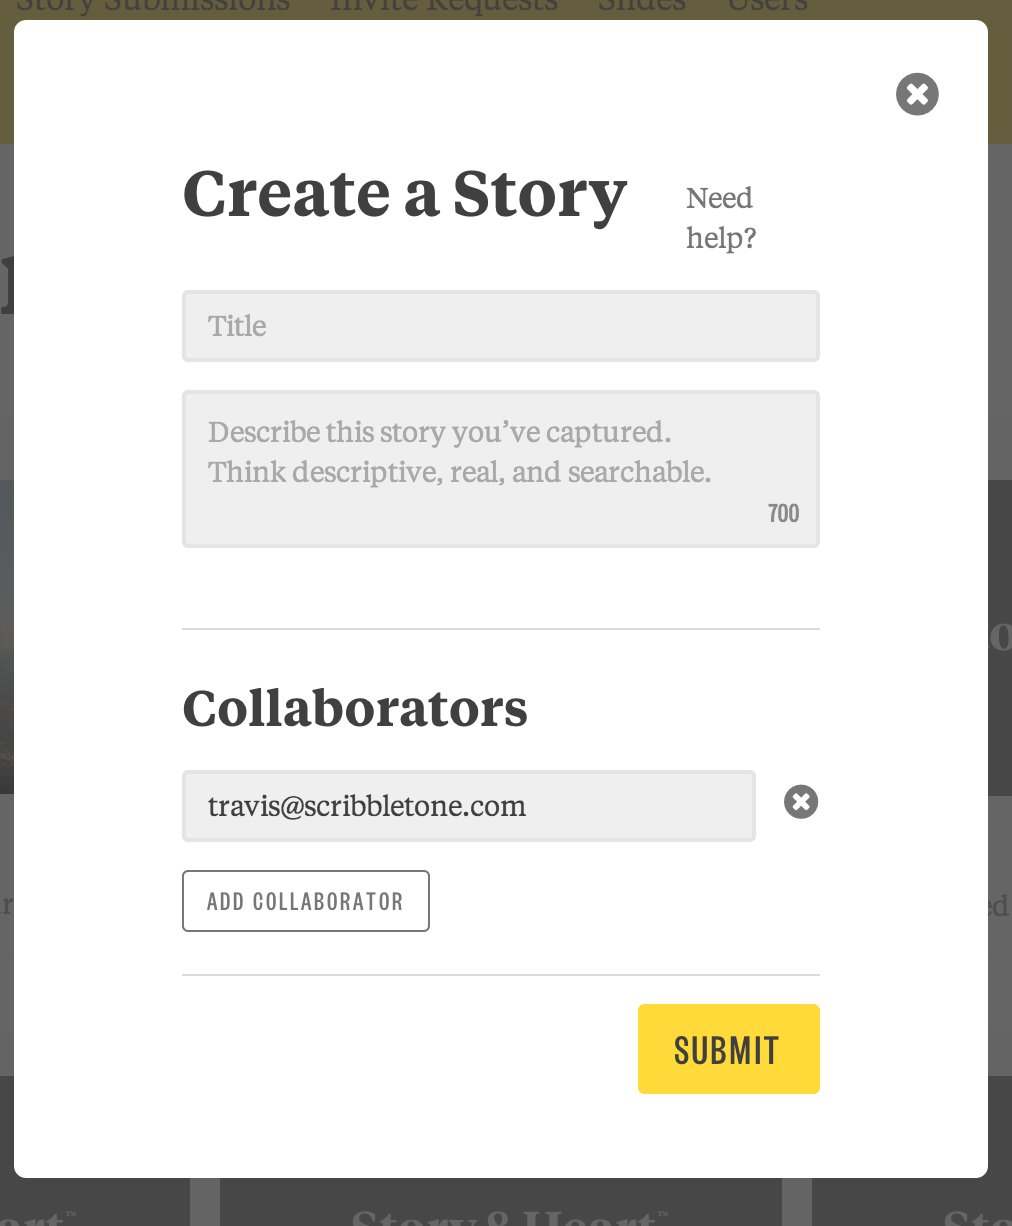 Story Submissions Invite Requests Slides Users
Create a Story
Need
help?
Title
Describe this story you’ve captured.
Think descriptive, real, and searchable.
700
Collaborators
travis@scribbletone.com
ADD COLLABORATOR
SUBMIT
Story & Heart™